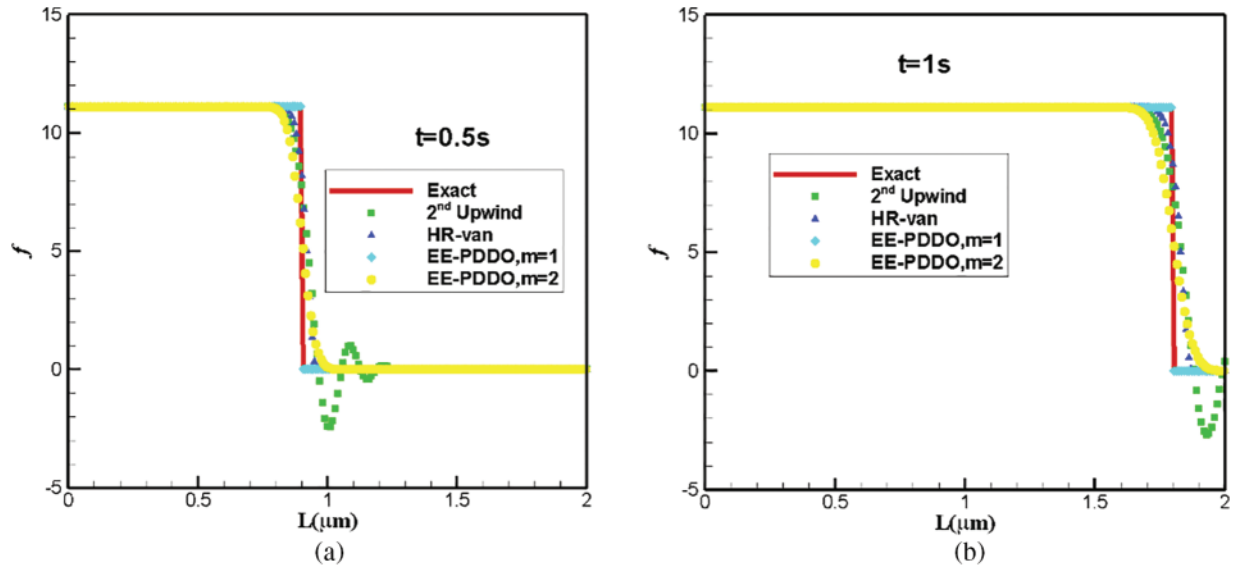 15
10
5
0
-5
f
t=0.5s
Exact
2nd Upwind
HR-van
EE-PDDO,m=1
EE-PDDO,m=2
0
0.5
1
1.5
2
L(μm)
(a)
15
10
5
0
-5
f
t=1s
Exact
2nd Upwind
HR-van
EE-PDDO,m=1
EE-PDDO,m=2
0
0.5
1
1.5
2
L(μm)
(b)